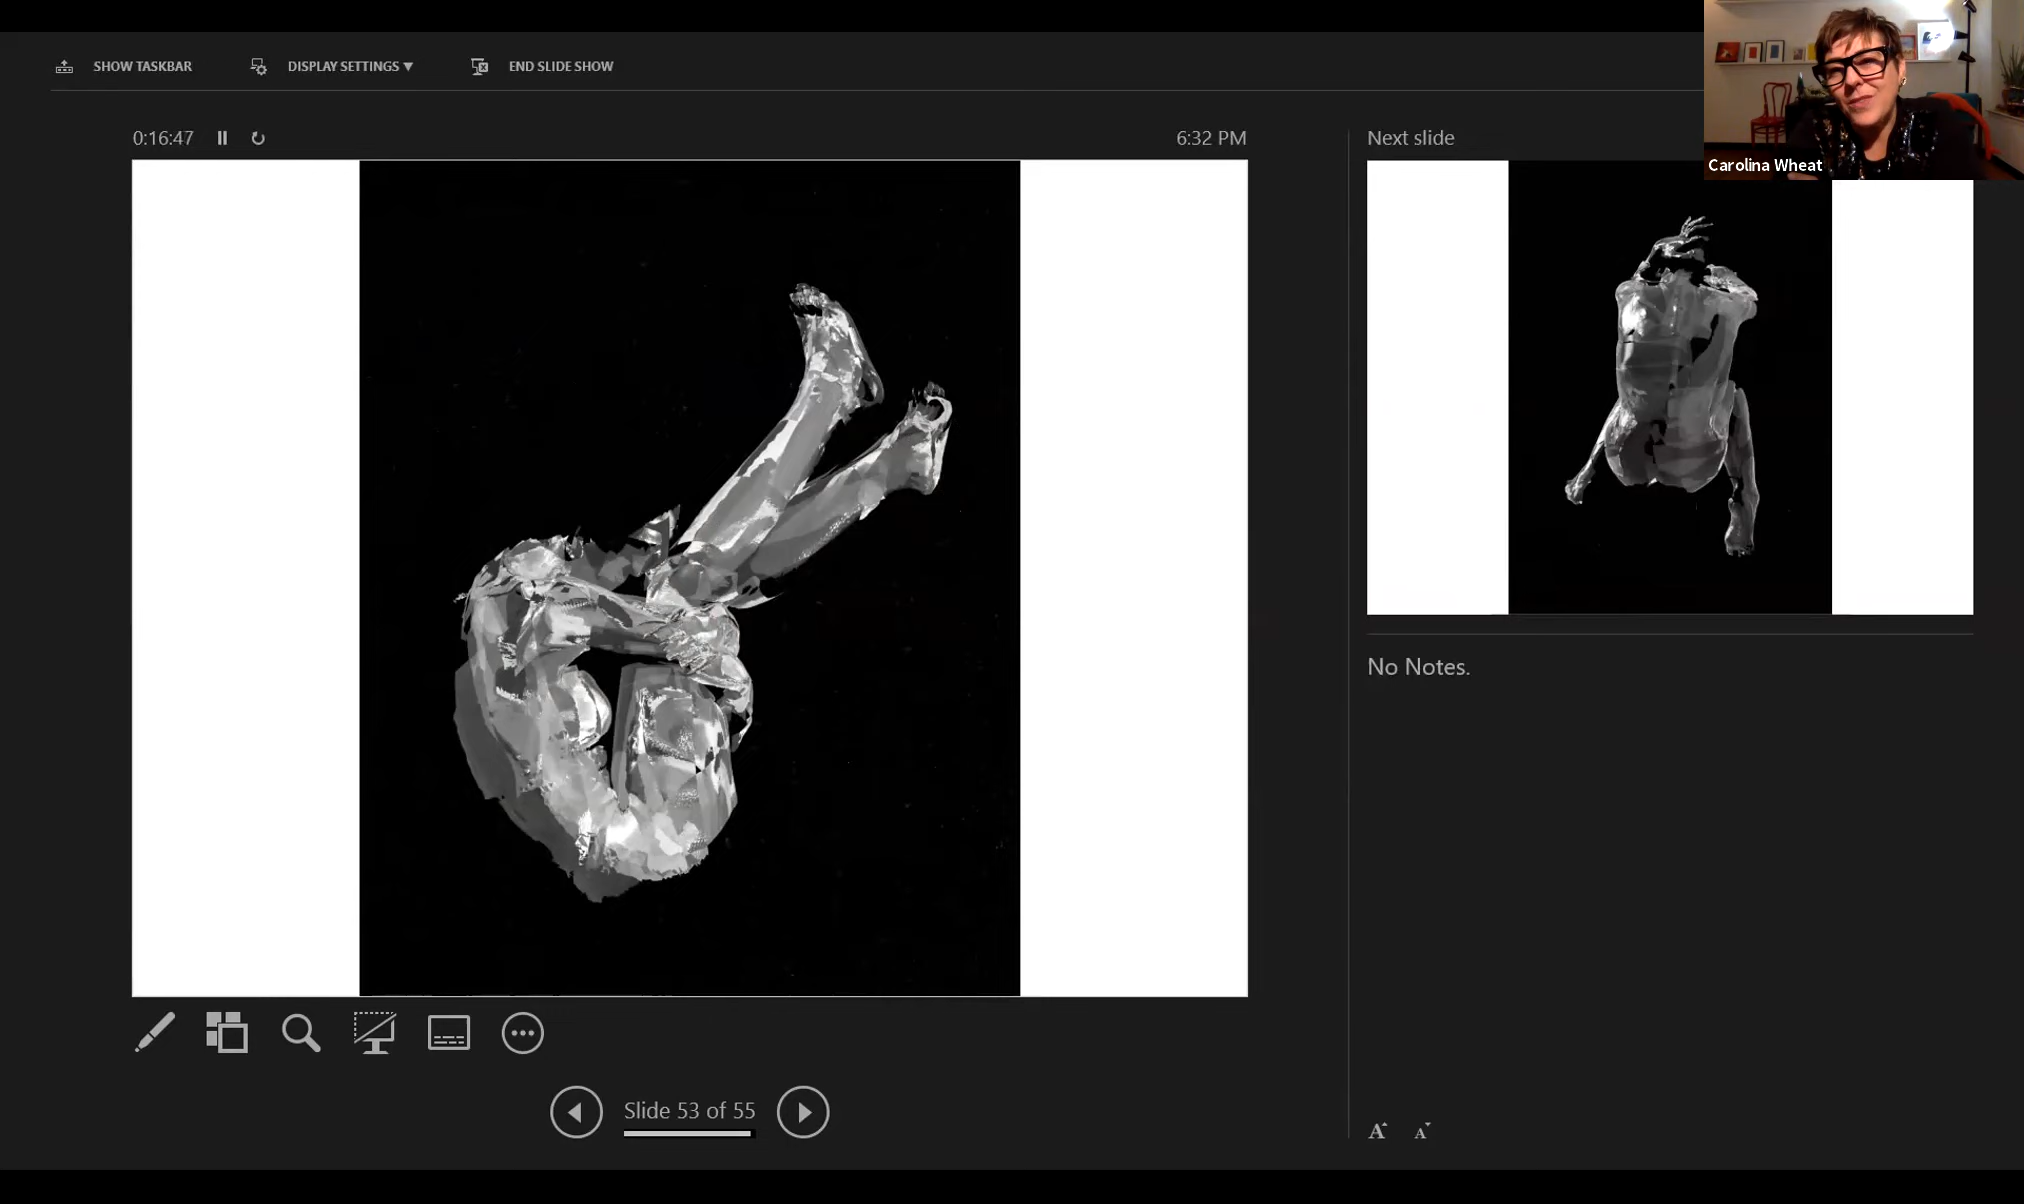 SHOW TASKBAR
DISPLAY SETTINGS ▼
END SLIDE SHOW
0:16:47
6:32 PM
Next slide
Carolina Wheat
No Notes.
Slide 53 of 55
A A